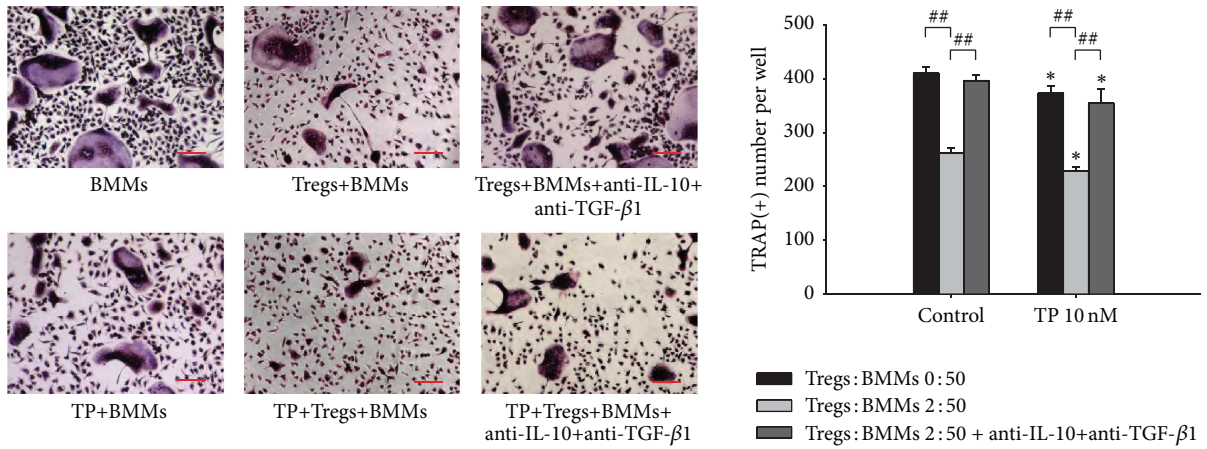 BMMs
Tregs+BMMs
Tregs+BMMs+anti-IL-10+
anti-TGF-β1
TP+BMMs
TP+Tregs+BMMs
TP+Tregs+BMMs+
anti-IL-10+anti-TGF-β1
TRAP(+) number per well
500
400
300
200
100
0
##
##
##
##
*
*
*
Control
TP 10 nM
Tregs:BMMs 0:50
Tregs:BMMs 2:50
Tregs:BMMs 2:50 + anti-IL-10+anti-TGF-β1